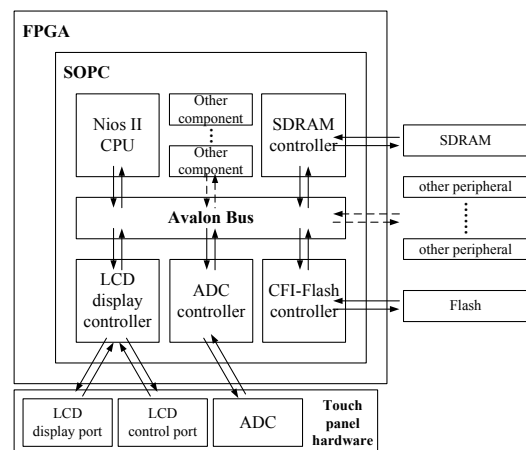 FPGA
SOPC
Nios II
CPU
Other
component
Other
component
SDRAM
controller
SDRAM
other peripheral
other peripheral
Avalon Bus
LCD
display
controller
ADC
controller
CFI-Flash
controller
Flash
LCD
display port
LCD
control port
ADC
Touch
panel
hardware